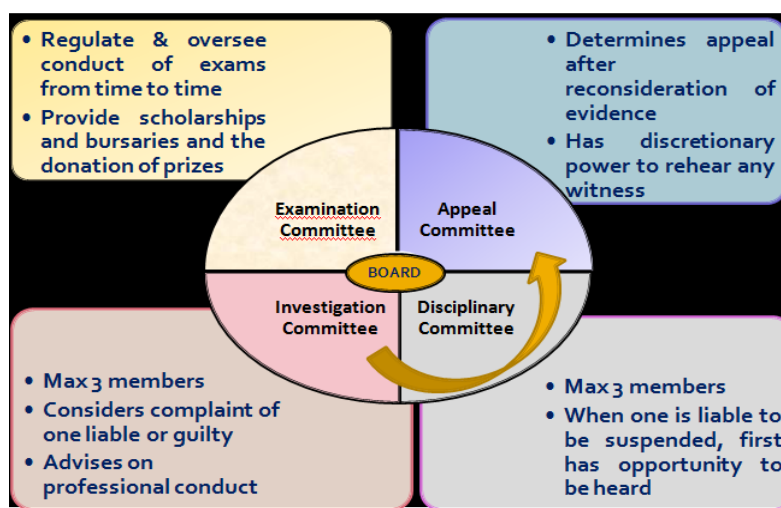 • Regulate & oversee
conduct of exams
from time to time
• Provide scholarships
and bursaries and the
donation of prizes
• Determines appeal
after
reconsideration of
evidence
• Has discretionary
power to rehear any
witness
Examination
Committee
Appeal
Committee
BOARD
Investigation
Committee
Disciplinary
Committee
• Max 3 members
• Considers complaint of
one liable or guilty
• Advises on
professional conduct
• Max 3 members
• When one is liable to
be suspended, first
has opportunity to
be heard